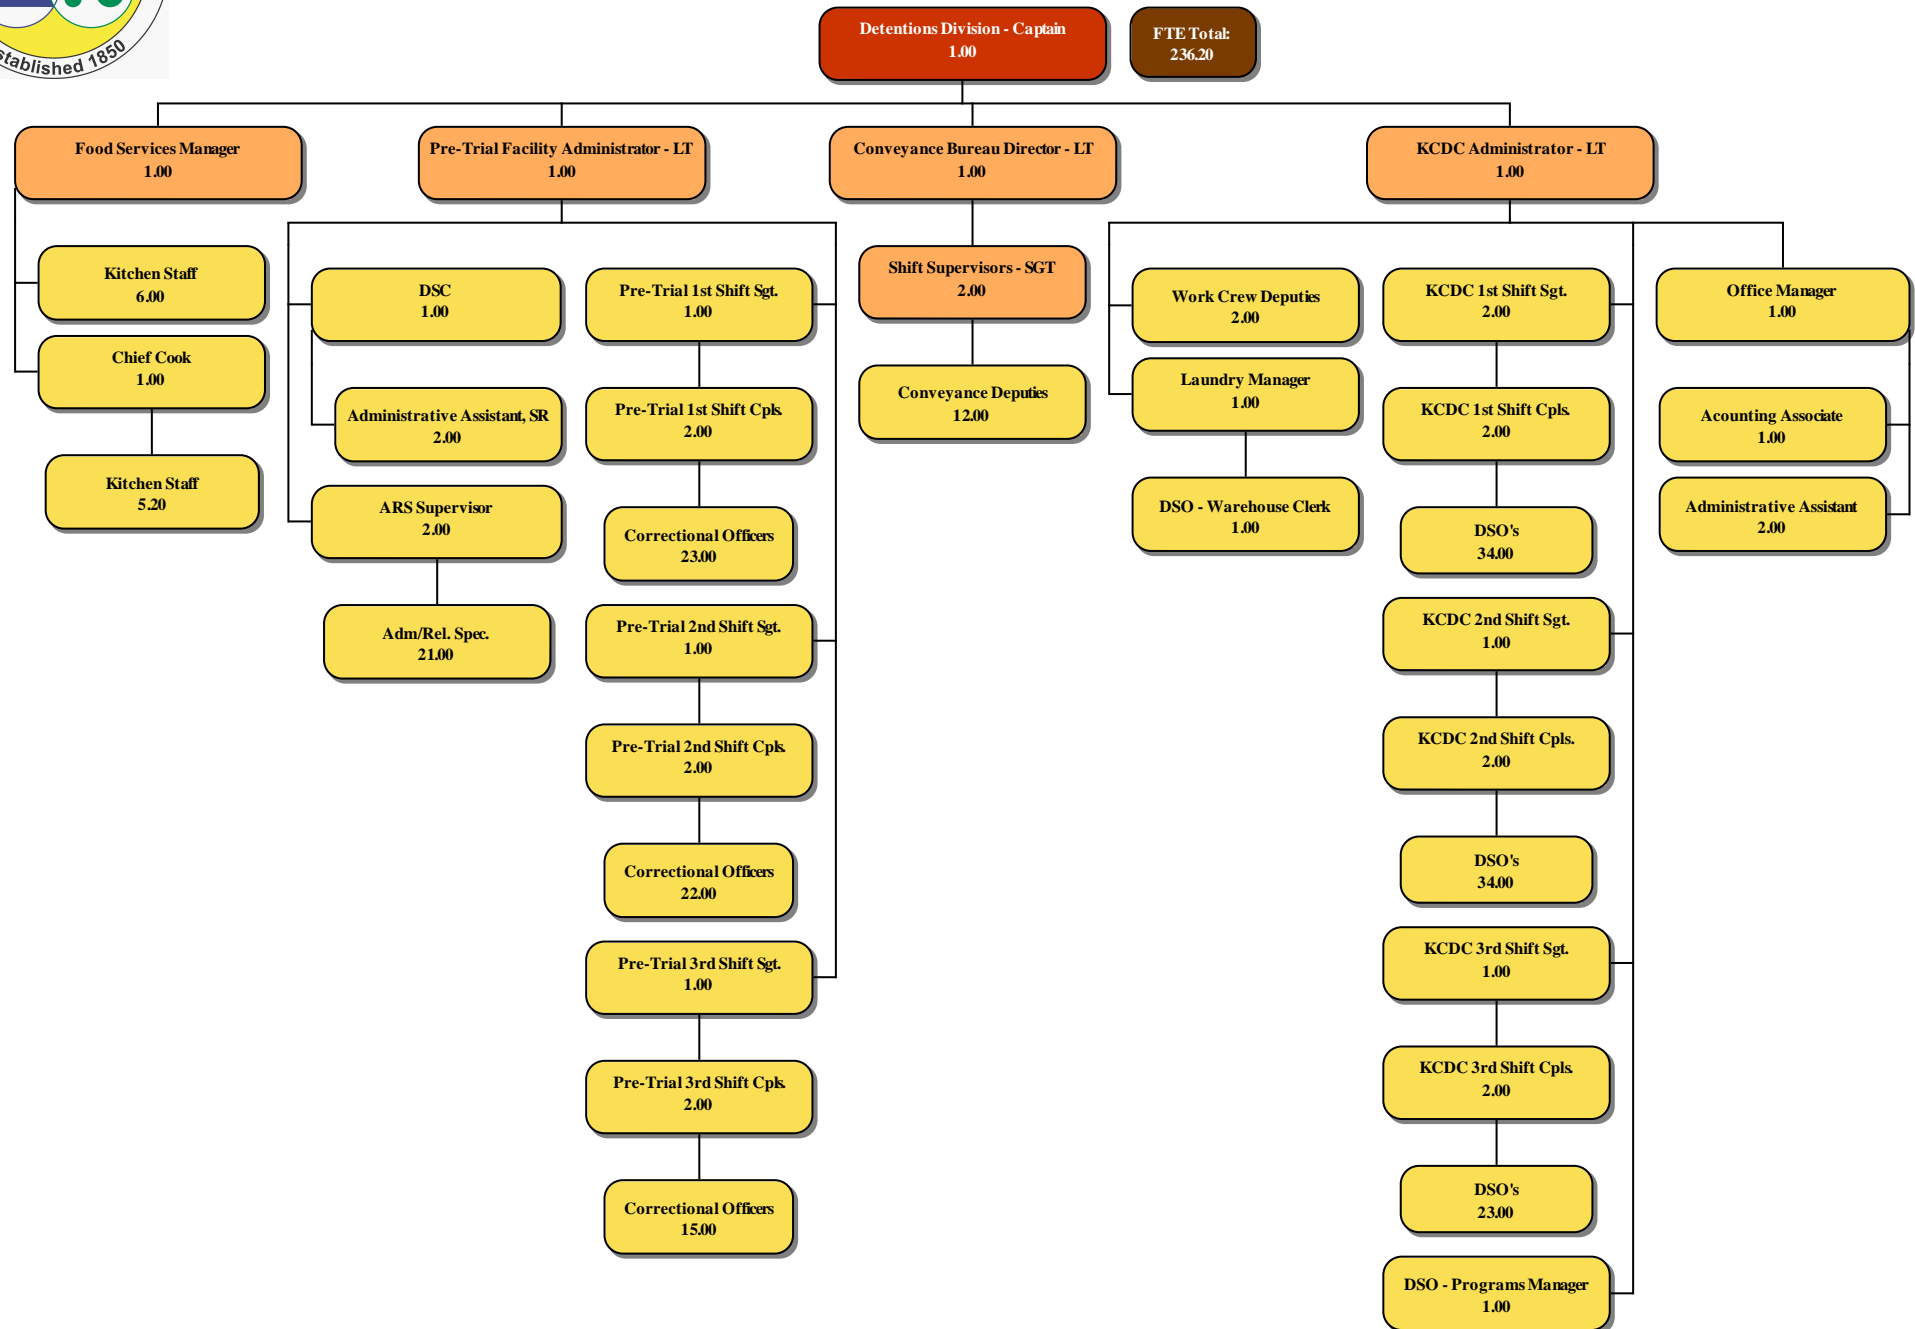 stablished 1850
Detentions Division - Captain
1.00
FTE Total:
236.20
Food Services Manager
1.00
Pre-Trial Facility Administrator - LT
1.00
Conveyance Bureau Director - LT
1.00
KCDC Administrator - LT
1.00
Kitchen Staff
6.00
Chief Cook
1.00
Kitchen Staff
5.20
DSC
1.00
Administrative Assistant, SR
2.00
ARS Supervisor
2.00
Adm/Rel. Spec.
21.00
Pre-Trial 1st Shift Sgt.
1.00
Pre-Trial 1st Shift Cpls.
2.00
Correctional Officers
23.00
Pre-Trial 2nd Shift Sgt.
1.00
Pre-Trial 2nd Shift Cpls.
2.00
Correctional Officers
22.00
Pre-Trial 3rd Shift Sgt.
1.00
Pre-Trial 3rd Shift Cpls.
2.00
Correctional Officers
15.00
Shift Supervisors - SGT
2.00
Conveyance Deputies
12.00
Work Crew Deputies
2.00
Laundry Manager
1.00
DSO - Warehouse Clerk
1.00
KCDC 1st Shift Sgt.
2.00
KCDC 1st Shift Cpls.
2.00
DSO's
34.00
KCDC 2nd Shift Sgt.
1.00
KCDC 2nd Shift Cpls.
2.00
DSO's
34.00
KCDC 3rd Shift Sgt.
1.00
KCDC 3rd Shift Cpls.
2.00
DSO's
23.00
DSO - Programs Manager
1.00
Office Manager
1.00
Acounting Associate
1.00
Administrative Assistant
2.00